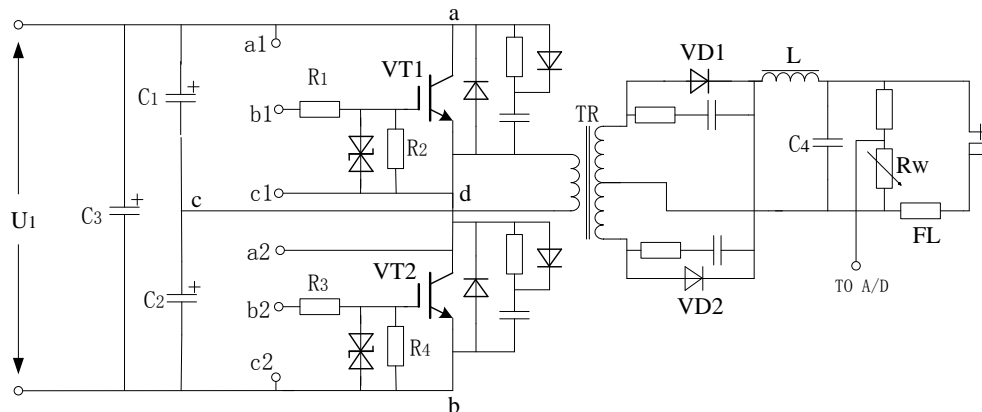 a
a1
VT1
VD1
L
R1
C1
b1
TR
R2
C4
Rw
c1
c
d
U1
C3
FL
a2
VT2
R3
C2
b2
TO A/D
VD2
R4
c2
b